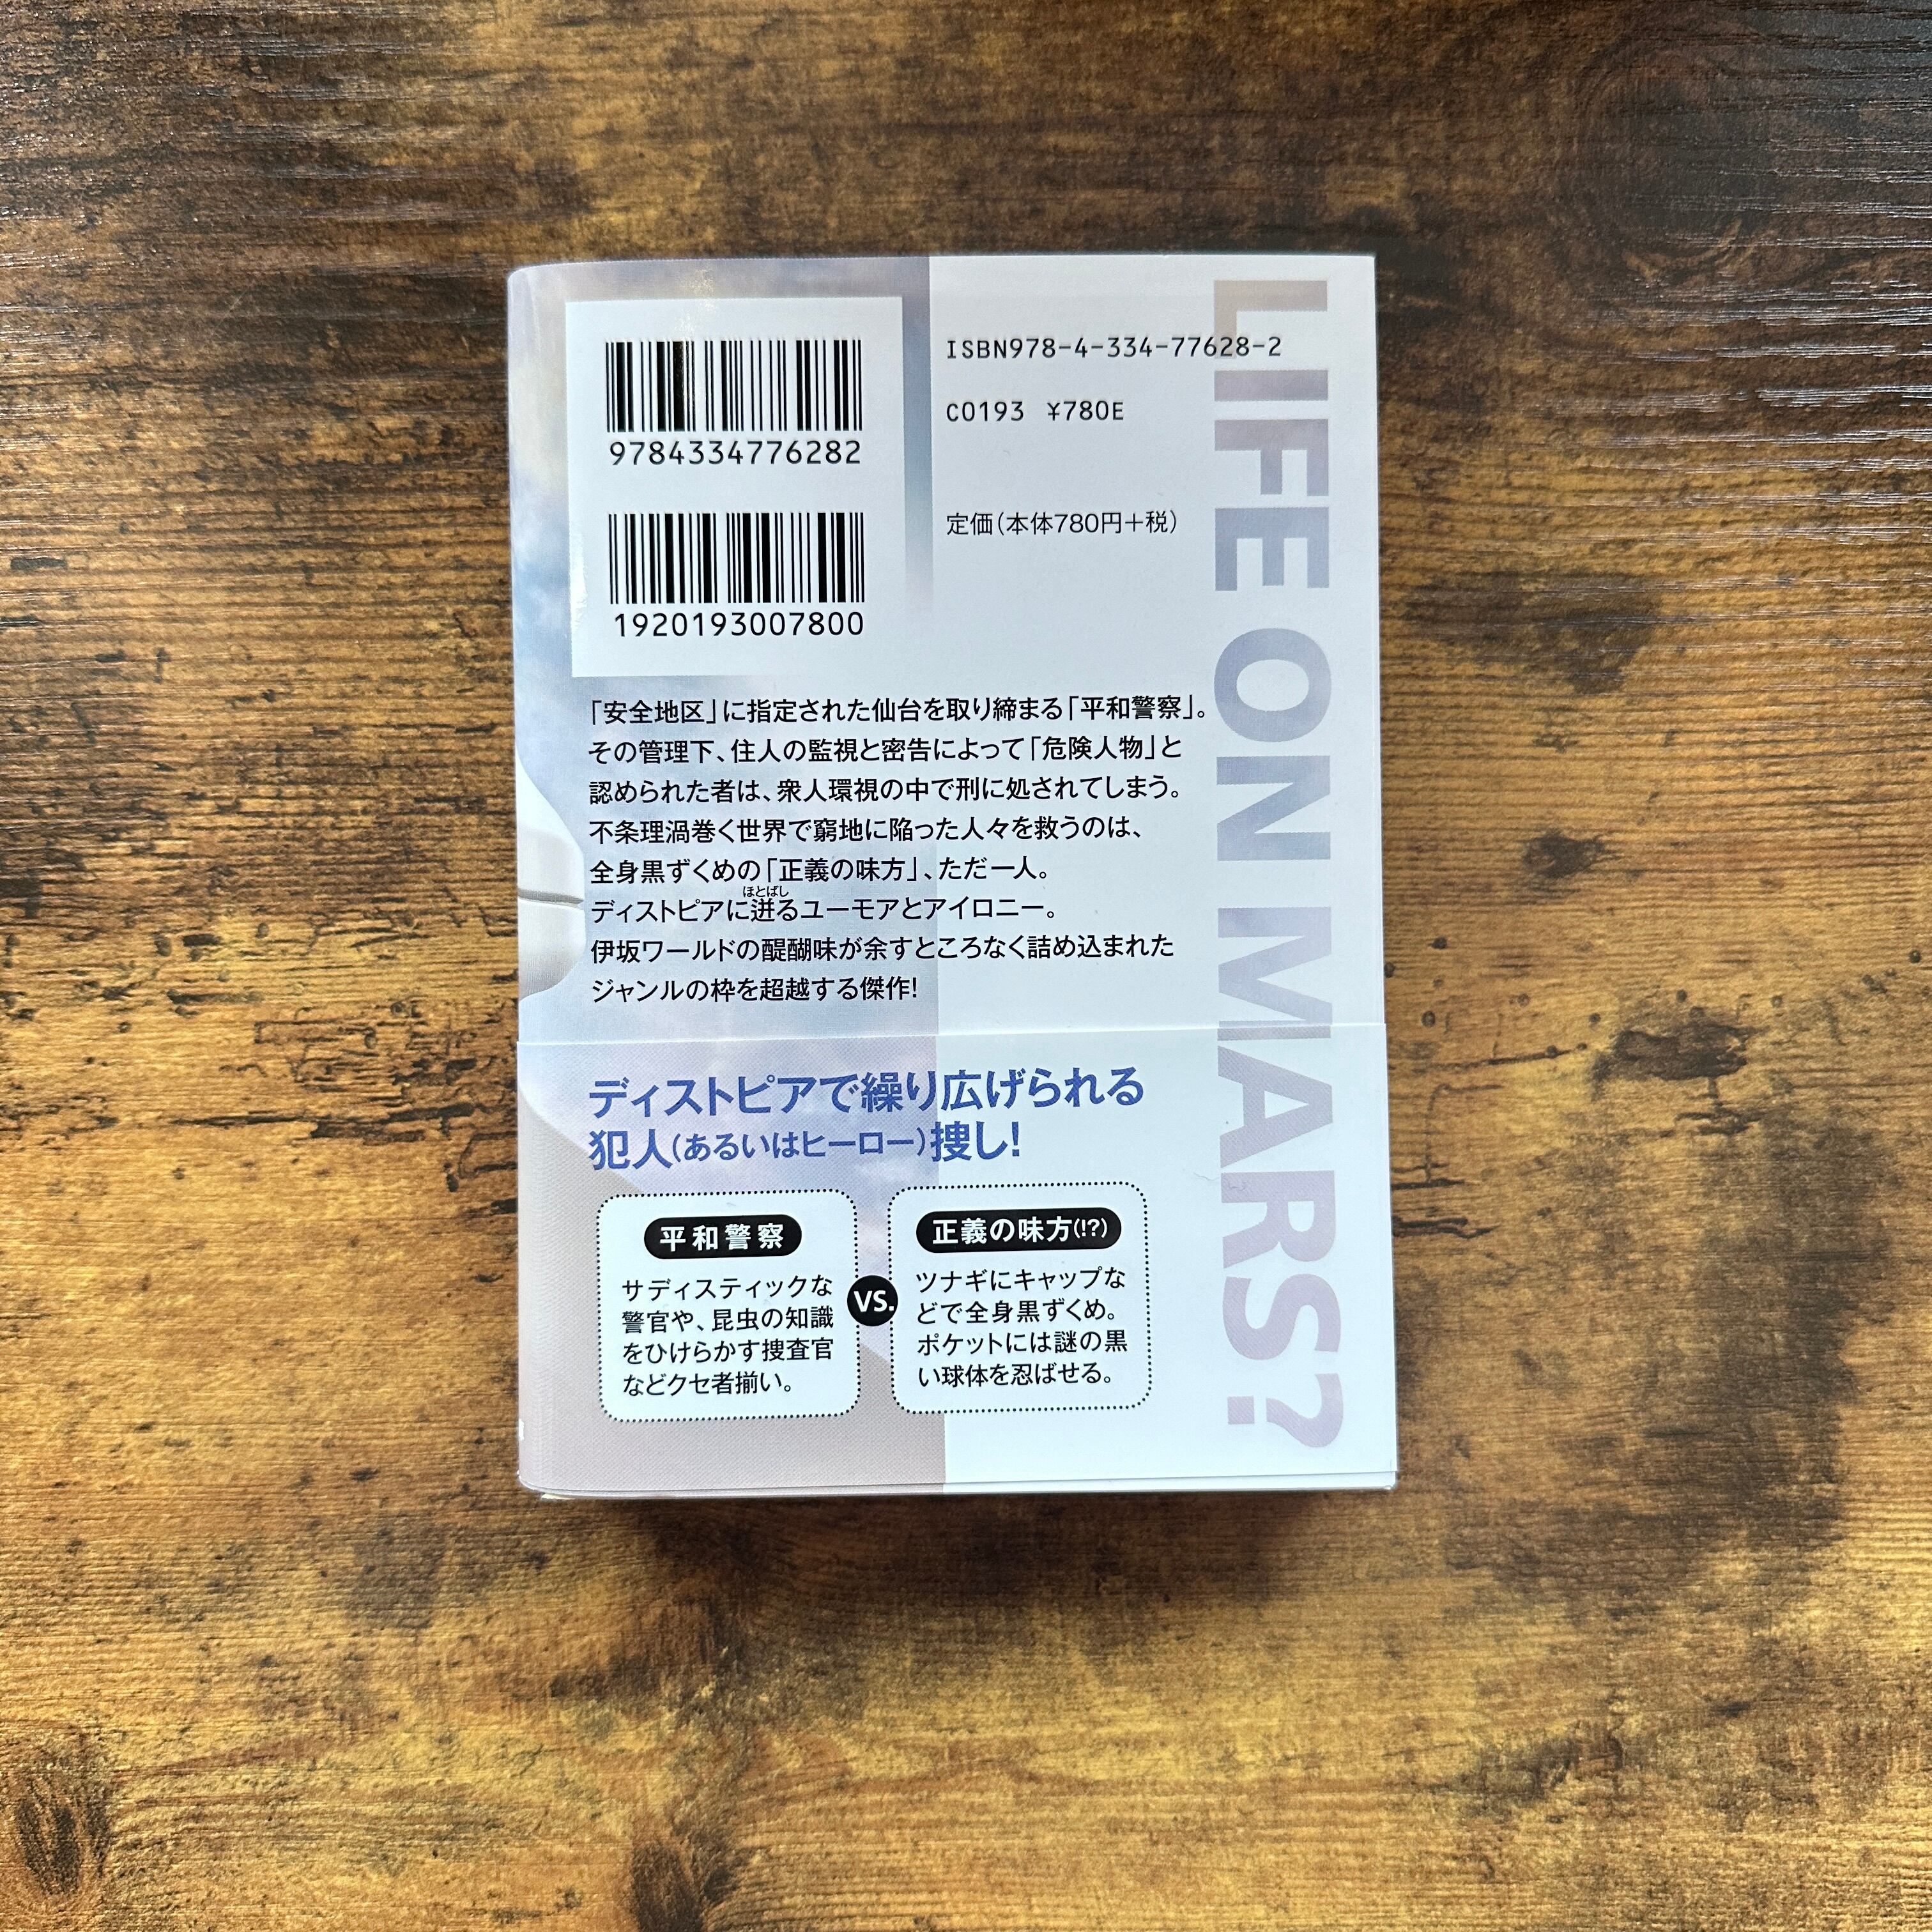 9784334776282
1920193007800
ISBN978-4-334-77628-2
C0193 ¥780E
定価(本体780円+税)
LIFE ON MARS?
「安全地区」に指定された仙台を取り締まる「平和警察」。
その管理下、住人の監視と密告によって「危険人物」と
認められた者は、衆人環視の中で刑に処されてしまう。
不条理渦巻く世界で窮地に陥った人々を救うのは、
全身黒ずくめの「正義の味方」、ただ一人。
ほとばし
ディストピアに迸るユーモアとアイロニー。
伊坂ワールドの醍醐味が余すところなく詰め込まれた
ジャンルの枠を超越する傑作!
ディストピアで繰り広げられる
犯人(あるいはヒーロー)捜し!
平和警察
サディスティックな
警官や、昆虫の知識
をひけらかす捜査官
などクセ者揃い。
VS.
正義の味方(!?)
ツナギにキャップな
どで全身黒ずくめ。
ポケットには謎の黒
い球体を忍ばせる。